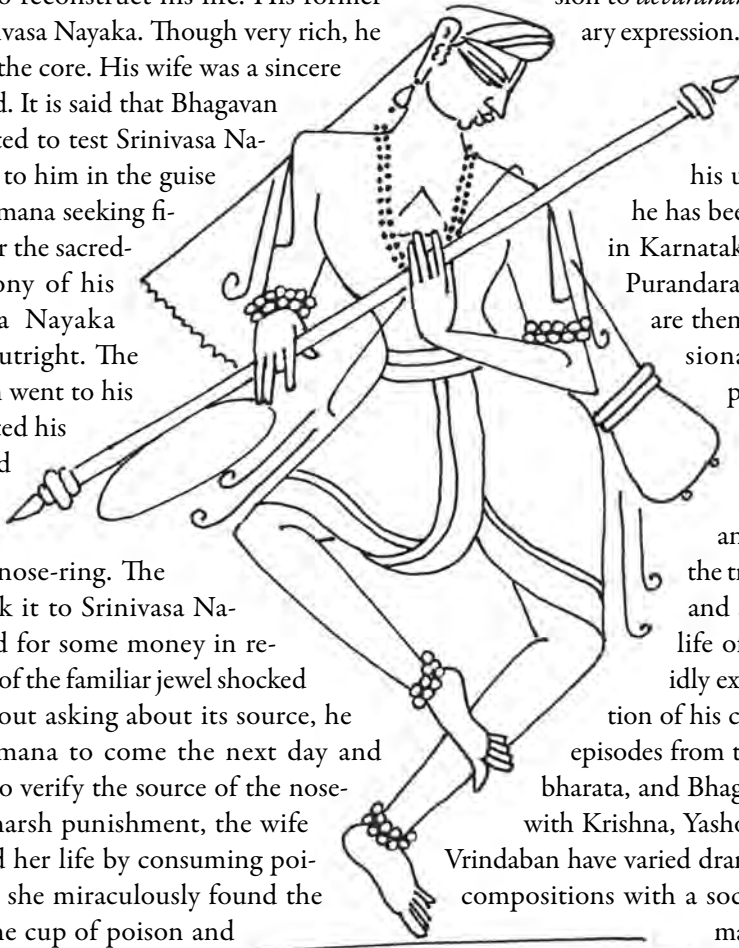 o reconstruct his life. His former
ivasa Nayaka. Though very rich, he
the core. His wife was a sincere
d. It is said that Bhagavan
ted to test Srinivasa Na-
to him in the guise
mana seeking fi-
r the sacred-
ony of his
a Nayaka
utright. The
n went to his
ted his
d
nose-ring. The
k it to Srinivasa Na-
d for some money in re-
of the familiar jewel shocked
out asking about its source, he
mana to come the next day and
o verify the source of the nose-
harsh punishment, the wife
d her life by consuming poi-
she miraculously found the
ne cup of poison and
sion to
ary expression.
his u
he has bee
in Karnatak
Purandara
are them
siona
p
an
the tr
and
life of
idly ex
tion of his c
episodes from t
bharata, and Bhag
with Krishna, Yasho
Vrindaban have varied dram
compositions with a soc
ma